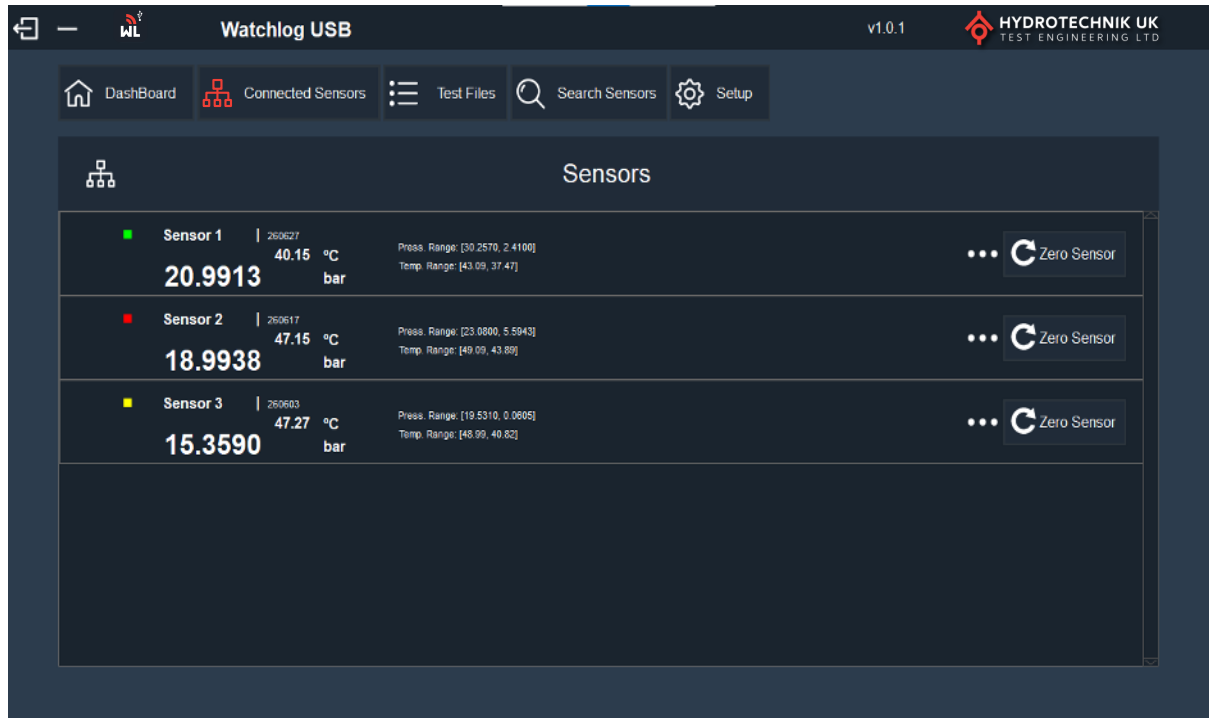 WL Watchlog USB v1.0.1 HYDROTECHNIK UK
TEST ENGINEERING LTD
DashBoard Connected Sensors Test Files Search Sensors Setup
Sensors
Sensor 1 | 260627
40.15 ºC
20.9913 bar
Press. Range: [30.2570, 2.4100]
Temp. Range: [43.09, 37.47]
Zero Sensor
Sensor 2 | 260617
47.15 ºC
18.9938 bar
Press. Range: [23.0800, 5.5943]
Temp. Range: [49.09, 43.89]
Zero Sensor
Sensor 3 | 260603
47.27 ºC
15.3590 bar
Press. Range: [19.5310, 0.0605]
Temp. Range: [48.99, 40.82]
Zero Sensor